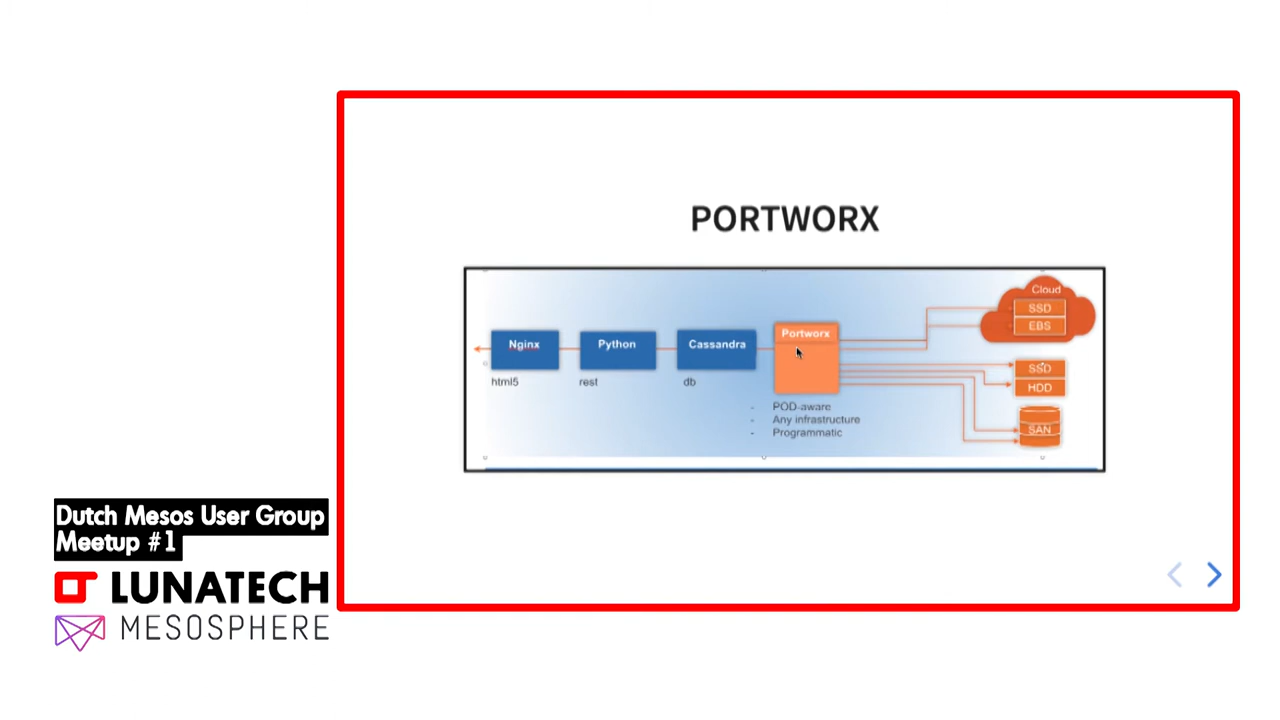 PORTWORX
Cloud
SSD
EBS
Nginx
Python
Cassandra
Portworx
html5
rest
db
SSD
HDD
SAN
- POD-aware
- Any infrastructure
- Programmatic
Dutch Mesos User Group
Meetup #1
LUNATECH
MESOSPHERE